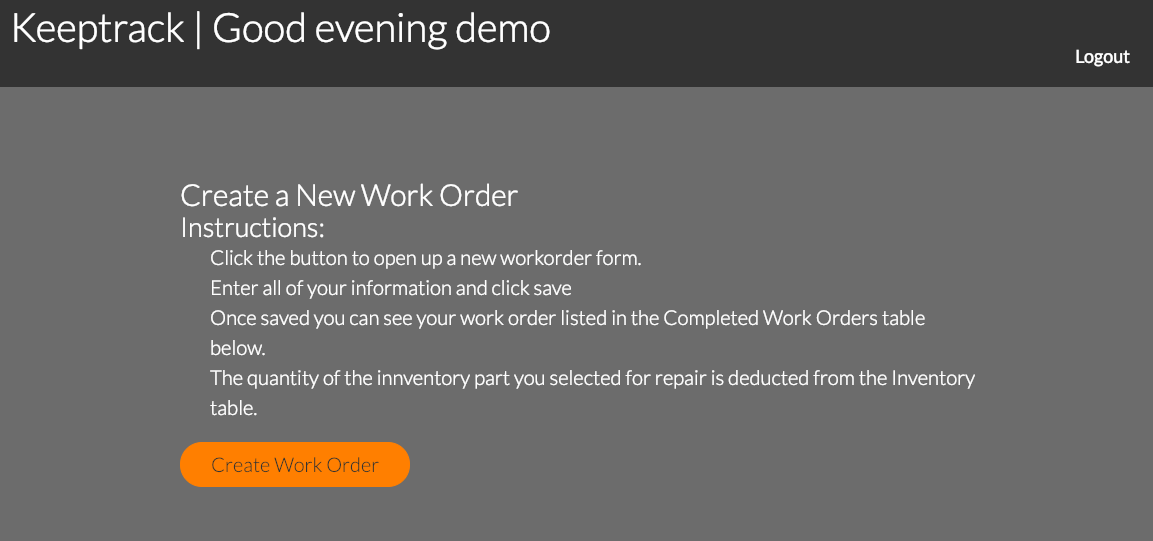 Keeptrack | Good evening demo
Logout
Create a New Work Order
Instructions:
Click the button to open up a new workorder form.
Enter all of your information and click save
Once saved you can see your work order listed in the Completed Work Orders table
below.
The quantity of the innventory part you selected for repair is deducted from the Inventory
table.
Create Work Order